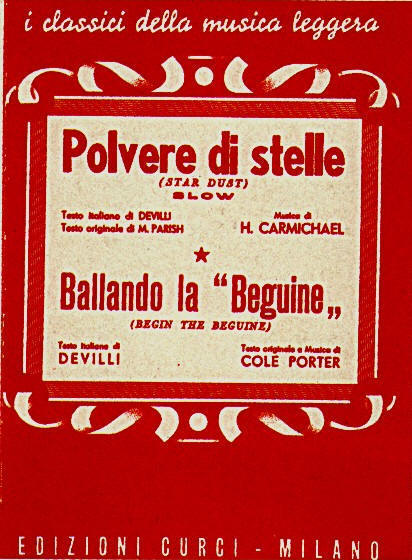 i classici della musica leggera
Polvere di stelle
(STAR DUST)
SLOW
Testo italiano di DEVILLI
Testo originale di M. PARISH
Musica di
H. CARMICHAEL
Ballando la “Beguine„
(BEGIN THE BEGUINE)
Testo italiano di
DEVILLI
Testo originale e Musica di
COLE PORTER
EDIZIONI CURCI - MILANO